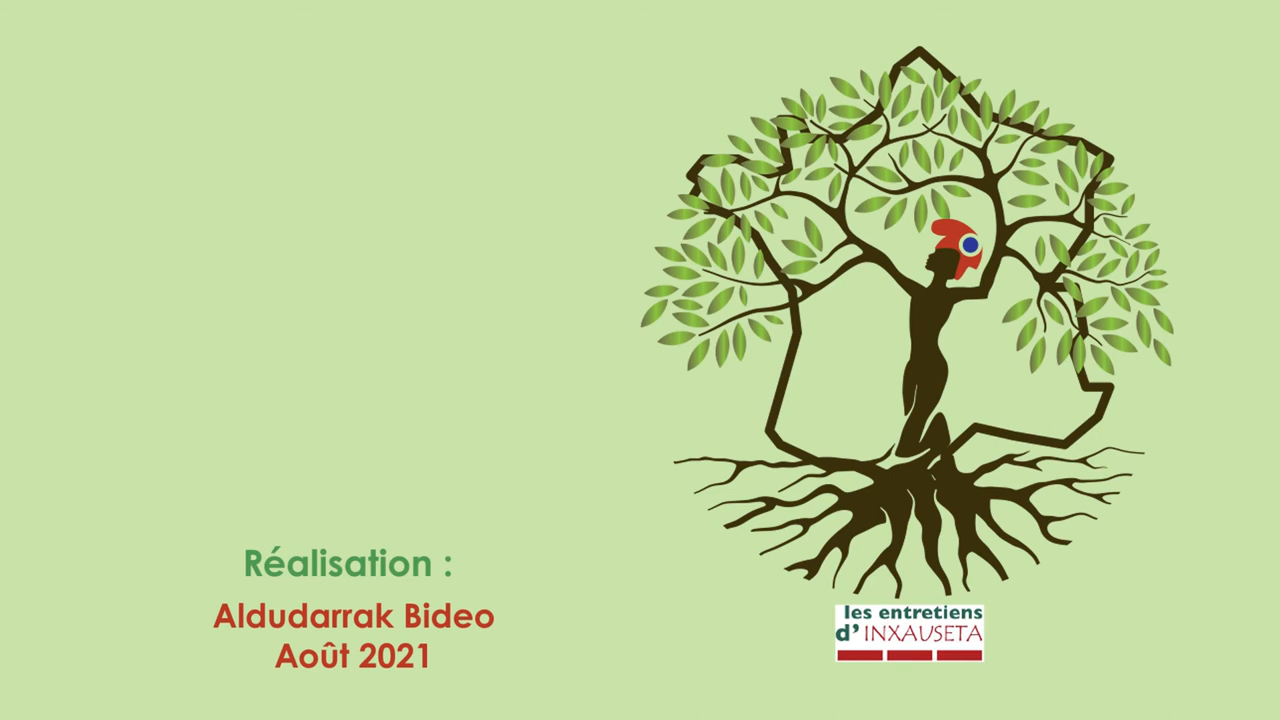 Réalisation :
Aldudarrak Bideo
Août 2021
les entretiens
d' INXAUSETA